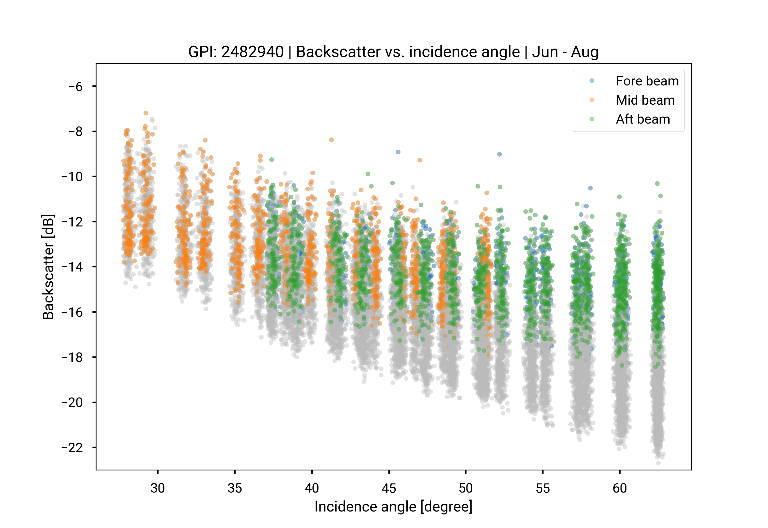 GPI: 2482940 | Backscatter vs. incidence angle | Jun - Aug
Fore beam
Mid beam
Aft beam
Backscatter [dB]
−6
−8
−10
−12
−14
−16
−18
−20
−22
30 35 40 45 50 55 60
Incidence angle [degree]